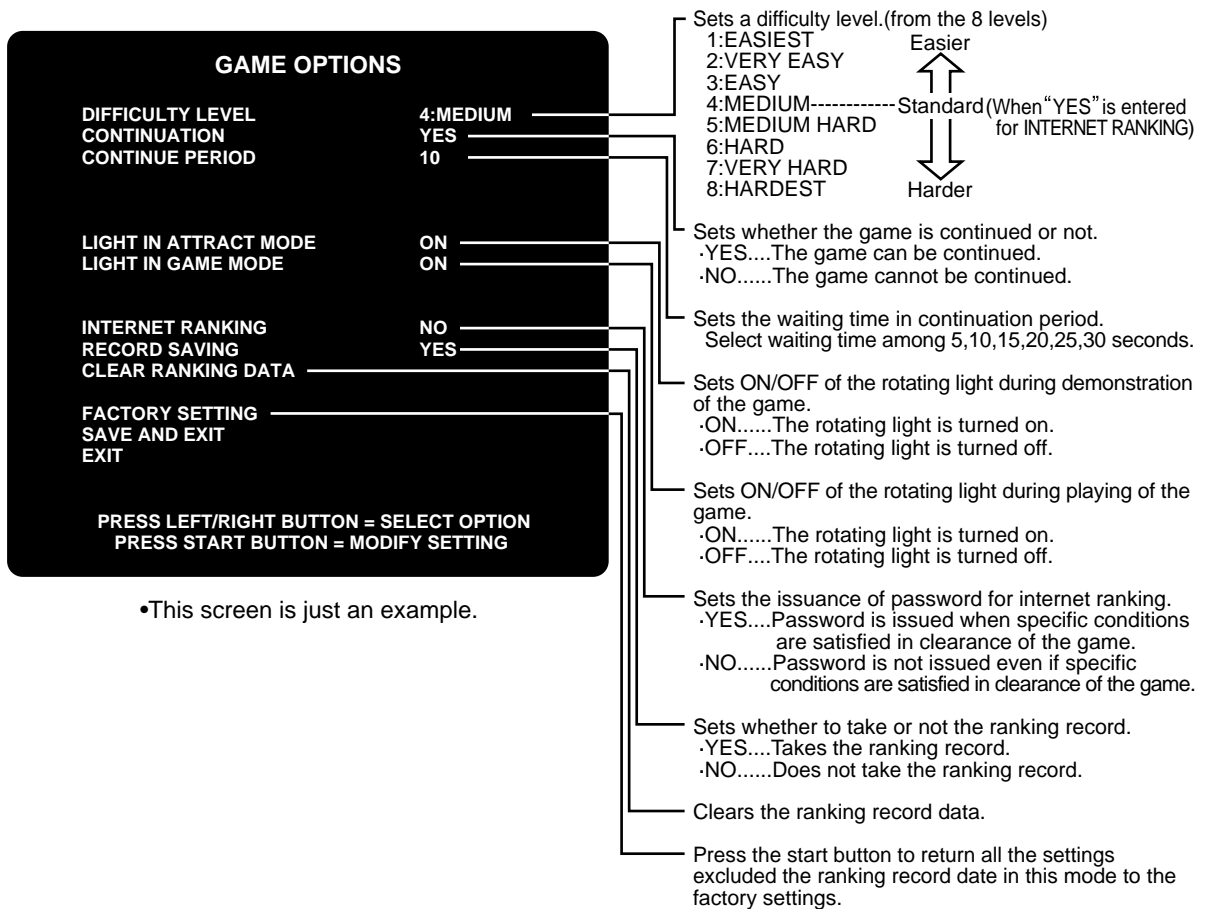 GAME OPTIONS
DIFFICULTY LEVEL 4:MEDIUM
CONTINUATION YES
CONTINUE PERIOD 10
LIGHT IN ATTRACT MODE ON
LIGHT IN GAME MODE ON
INTERNET RANKING NO
RECORD SAVING YES
CLEAR RANKING DATA
FACTORY SETTING
SAVE AND EXIT
EXIT
PRESS LEFT/RIGHT BUTTON = SELECT OPTION
PRESS START BUTTON = MODIFY SETTING
•This screen is just an example.
Sets a difficulty level.(from the 8 levels)
1:EASIEST
Easier
2:VERY EASY
3:EASY
4:MEDIUM------------Standard(When“YES”is entered
for INTERNET RANKING)
5:MEDIUM HARD
6:HARD
7:VERY HARD
8:HARDEST
Harder
Sets whether the game is continued or not.
·YES....The game can be continued.
·NO......The game cannot be continued.
Sets the waiting time in continuation period.
Select waiting time among 5,10,15,20,25,30 seconds.
Sets ON/OFF of the rotating light during demonstration
of the game.
·ON......The rotating light is turned on.
·OFF....The rotating light is turned off.
Sets ON/OFF of the rotating light during playing of the
game.
·ON......The rotating light is turned on.
·OFF....The rotating light is turned off.
Sets the issuance of password for internet ranking.
·YES....Password is issued when specific conditions
are satisfied in clearance of the game.
·NO......Password is not issued even if specific
conditions are satisfied in clearance of the game.
Sets whether to take or not the ranking record.
·YES....Takes the ranking record.
·NO......Does not take the ranking record.
Clears the ranking record data.
Press the start button to return all the settings
excluded the ranking record date in this mode to the
factory settings.